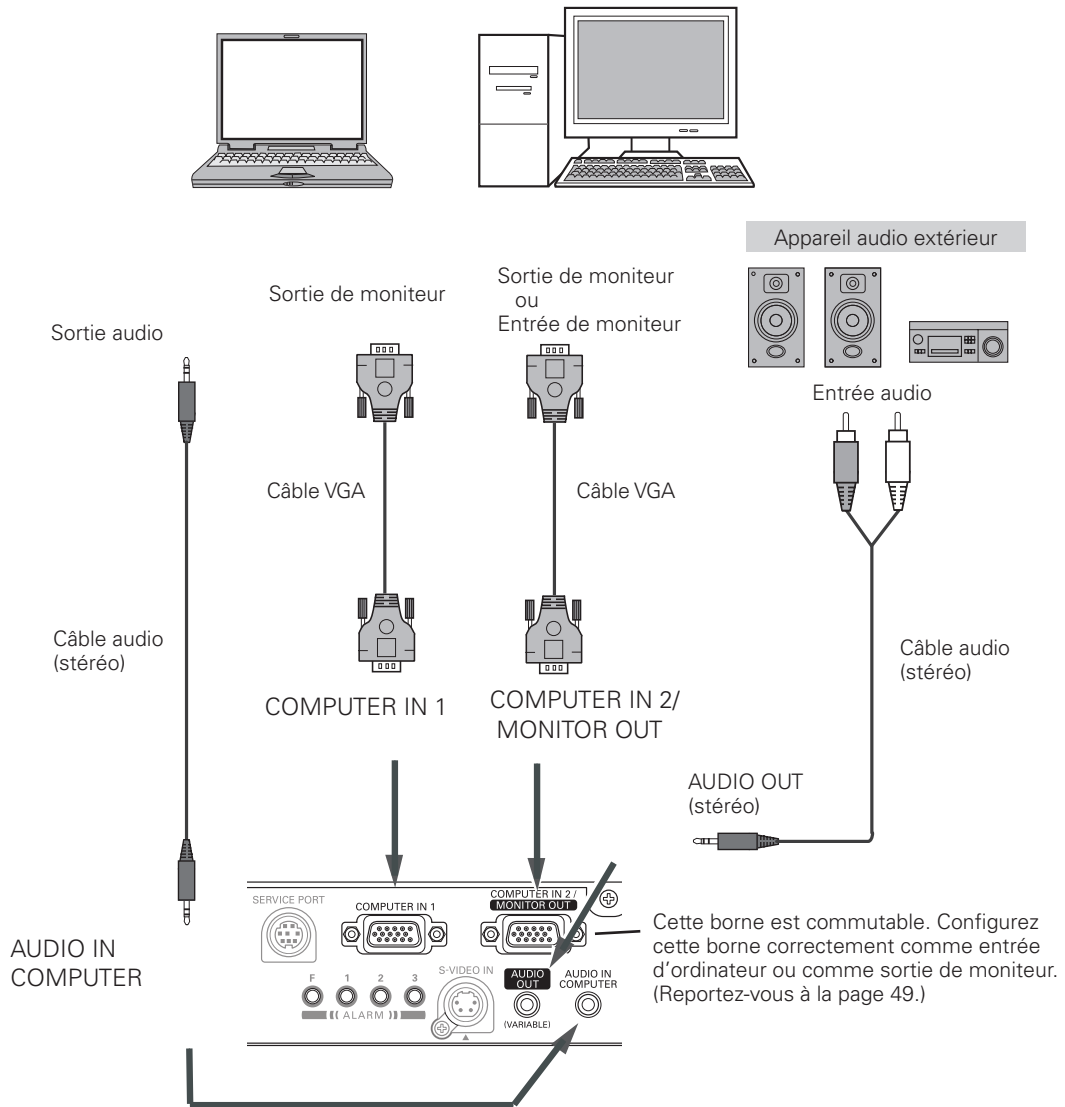 Appareil audio extérieur
Sortie de moniteur
Sortie de moniteur
ou
Entrée de moniteur
Sortie audio
Entrée audio
Câble VGA
Câble VGA
Câble audio
(stéréo)
Câble audio
(stéréo)
COMPUTER IN 1
COMPUTER IN 2/
MONITOR OUT
AUDIO OUT
(stéréo)
SERVICE PORT
COMPUTER IN 1
COMPUTER IN 2 /
MONITOR OUT
Cette borne est commutable. Configurez
cette borne correctement comme entrée
d'ordinateur ou comme sortie de moniteur.
(Reportez-vous à la page 49.)
AUDIO IN
COMPUTER
F 1 2 3
ALARM
S-VIDEO IN
AUDIO
OUT
(VARIABLE)
AUDIO IN
COMPUTER